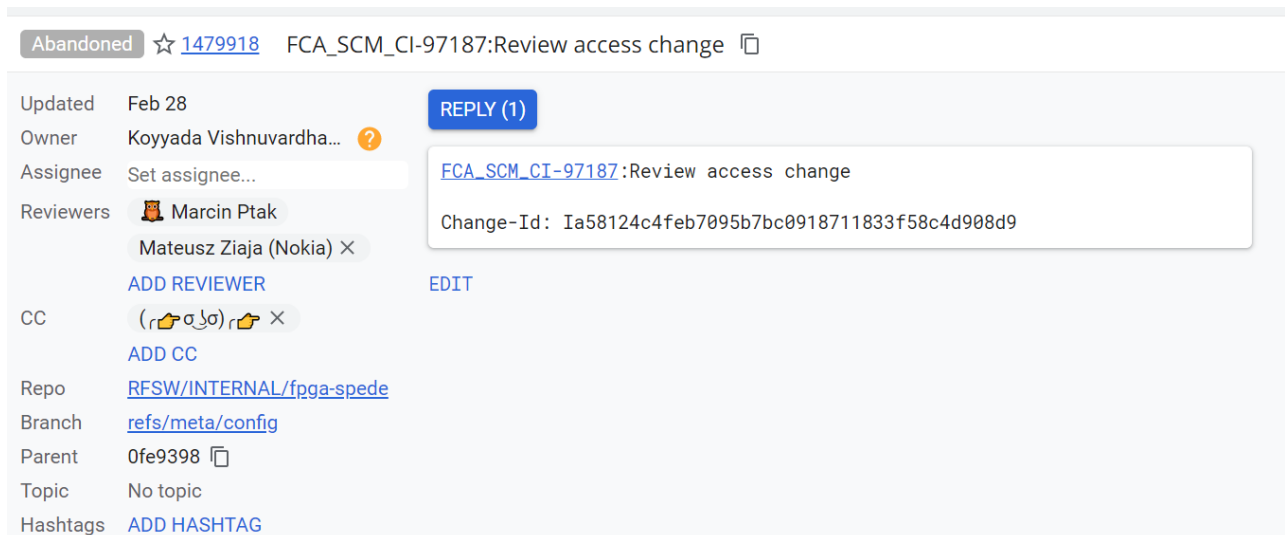 Abandoned 1479918 FCA_SCM_CI-97187:Review access change
Updated Feb 28
Owner Koyyada Vishnuvardha... ?
Assignee Set assignee...
Reviewers Marcin Ptak
Mateusz Ziaja (Nokia) ×
ADD REVIEWER
CC (╭👉σ͜ʖσ)╭👉 ×
ADD CC
Repo RFSW/INTERNAL/fpga-spede
Branch refs/meta/config
Parent 0fe9398
Topic No topic
Hashtags ADD HASHTAG
REPLY (1)
FCA_SCM_CI-97187:Review access change
Change-Id: Ia58124c4feb7095b7bc0918711833f58c4d908d9
EDIT